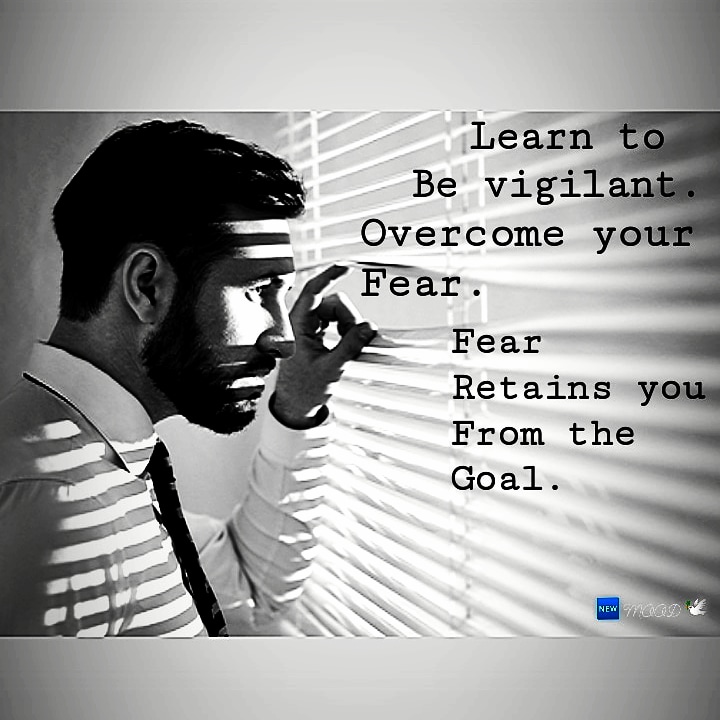 Learn to
Be vigilant.
Overcome your
Fear.
Fear
Retains you
From the
Goal.
NEW MOOD